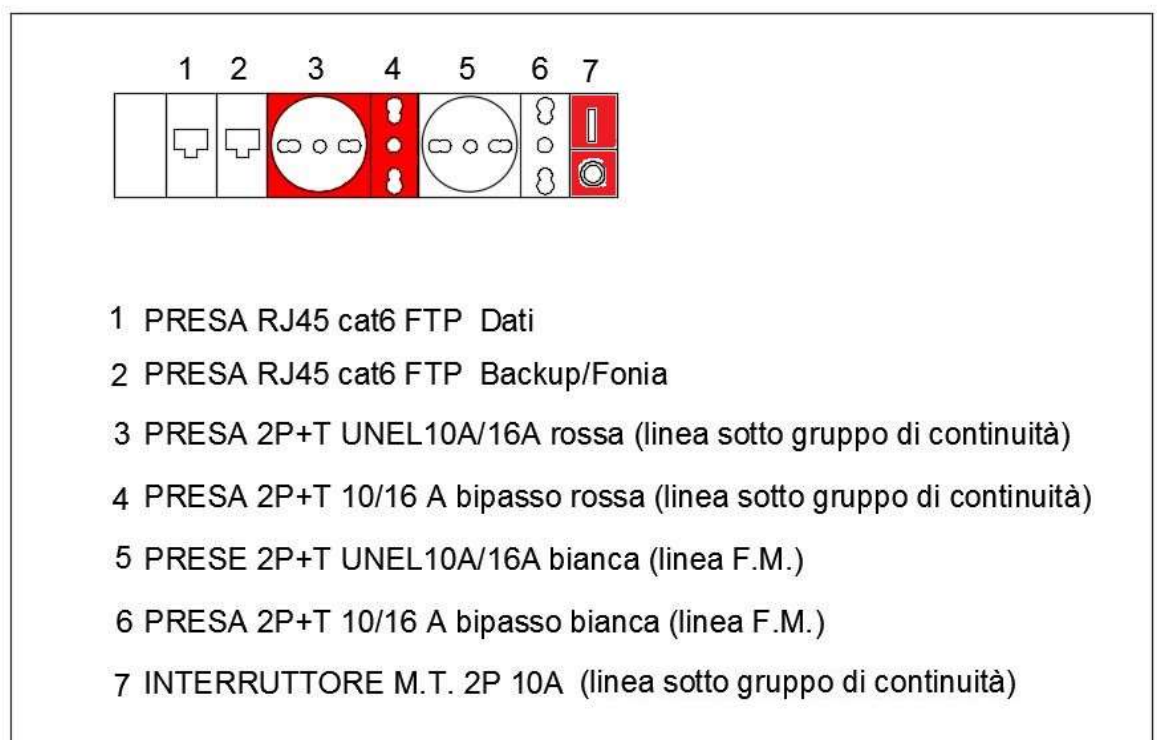 1 2 3 4 5 6 7
1 PRESA RJ45 cat6 FTP Dati
2 PRESA RJ45 cat6 FTP Backup/Fonia
3 PRESA 2P+T UNEL10A/16A rossa (linea sotto gruppo di continuità)
4 PRESA 2P+T 10/16 A bipasso rossa (linea sotto gruppo di continuità)
5 PRESE 2P+T UNEL10A/16A bianca (linea F.M.)
6 PRESA 2P+T 10/16 A bipasso bianca (linea F.M.)
7 INTERRUTTORE M.T. 2P 10A (linea sotto gruppo di continuità)